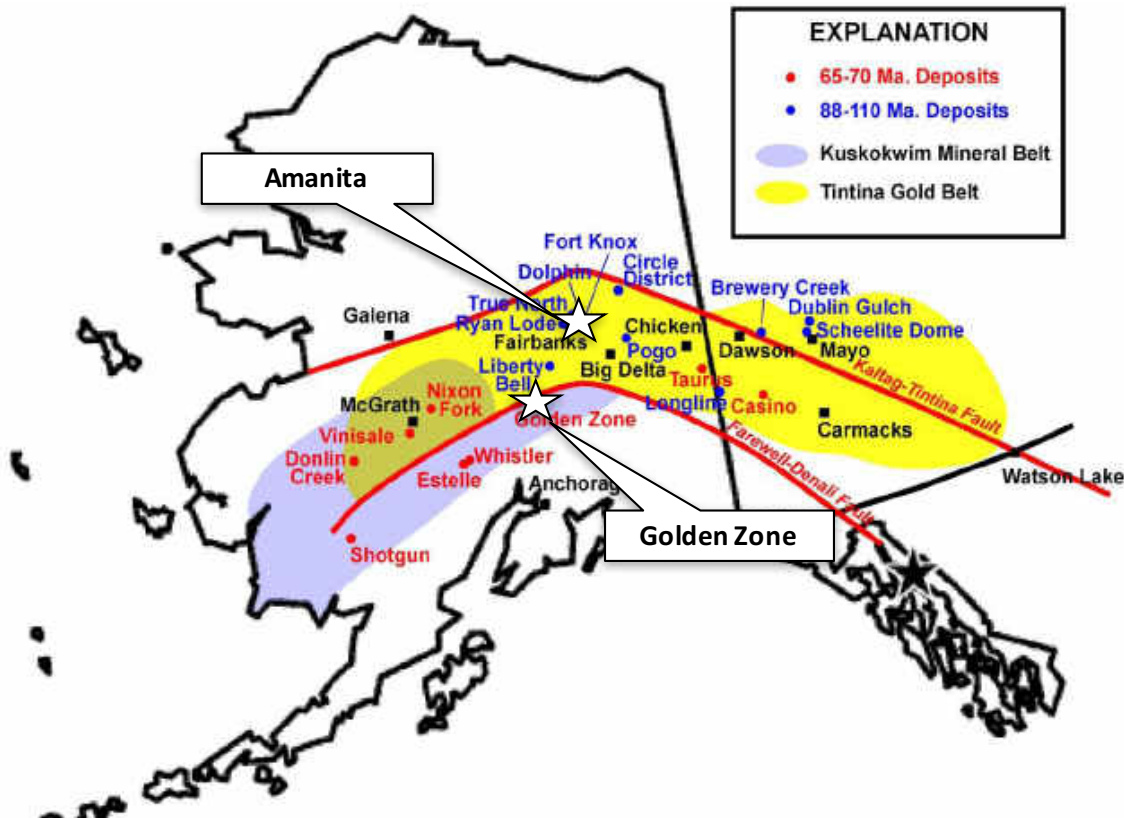 EXPLANATION
65-70 Ma. Deposits
88-110 Ma. Deposits
Kuskokwim Mineral Belt
Tintina Gold Belt
Amanita
Fort Knox
Dolphin
Circle
District
True North
Ryan Lode
Fairbanks
Galena
Brewery Creek
Dublin Gulch
Scheelite Dome
Mayo
Dawson
Chicken
Pogo
Big Delta
Taurus
Liberty
Bell
Longline
Casino
Carmacks
Kaltag-Tintina Fault
Nixon
Fork
McGrath
Vinisale
Golden Zone
Donlin
Creek
Whistler
Estelle
Anchorag
Farewell-Denali Fault
Watson Lake
Golden Zone
Shotgun